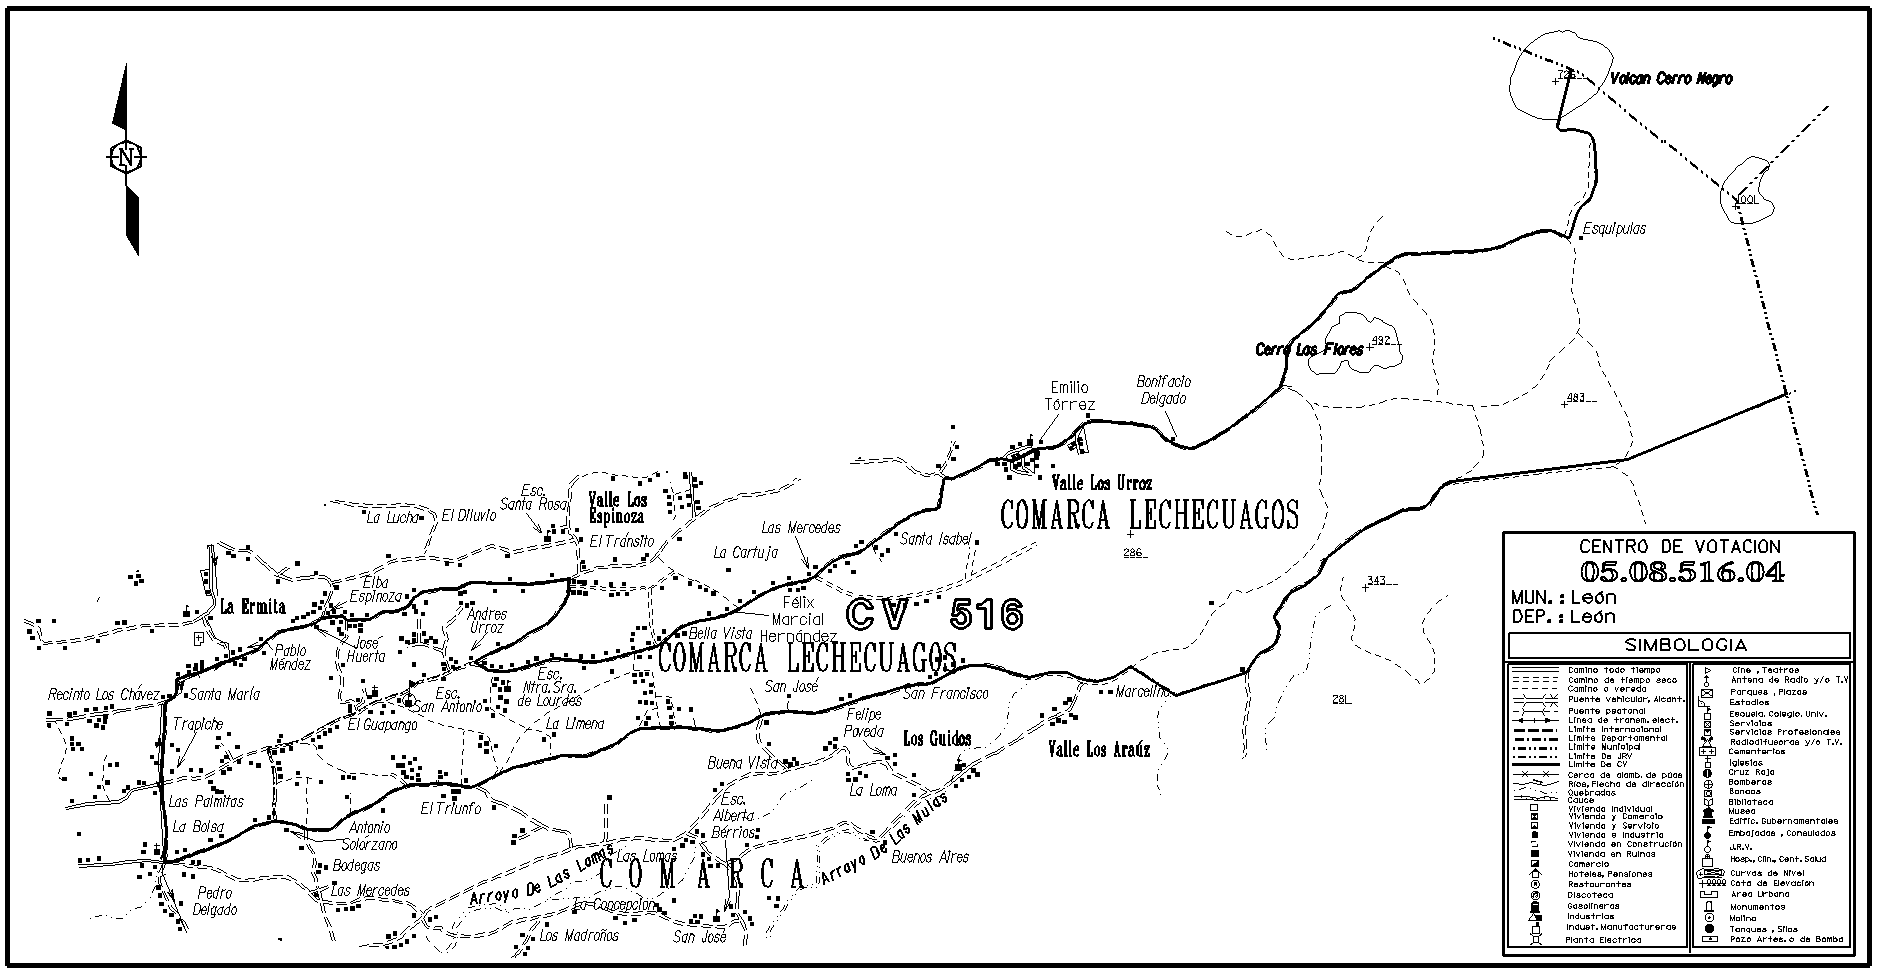 N
726
Volcan Cerro Negro
1001
Esquipulas
492
Cerro Las Flores
Emilio
Tórrez
Bonifacio
Delgado
483
Valle Los Urroz
COMARCA LECHECUAGOS
286
343
281
Esc.
Santa Rosa
Valle Los
Espinoza
La Lucha
El Diluvio
El Tránsito
Las Mercedes
La Cartuja
Santa Isabel
La Ermita
Elba
Espinoza
Andres
Urroz
Félix
Marcial
Hernández
CV 516
Bella Vista
COMARCA LECHECUAGOS
José
Huerta
Pablo
Méndez
Recinto Los Chávez
Santa María
Esc.
San Antonio
Esc.
Ntra.Sra.
de Lourdes
San José
San Francisco
Marcelino
Trapiche
El Guapango
La Limena
Felipe
Poveda
Los Guidos
Valle Los Araúz
Buena Vista
La Loma
Las Palmitas
El Triunfo
La Bolsa
Antonio
Solorzano
Esc.
Alberta
Berrios
Bodegas
Las Lomas
Arroyo De Las Lomas
Arroyo De Las Mulas
Buenos Aires
COMARCA
Las Mercedes
Pedro
Delgado
La Concepcion
Los Madroños
San José
CENTRO DE VOTACION
05.08.516.04
MUN.: León
DEP.: León
SIMBOLOGIA
Camino todo tiempo
Camino de tiempo seco
Camino o vereda
Puente vehicular, Alcant.
Puente peatonal
Línea de transm. elect.
Limite Internacional
Limite Departamental
Limite Municipal
Limite De JRV
Limite De CV
Cerca de alamb. de púas
Ríos, Flecha de dirección
Quebradas
Cauce
Vivienda Individual
Vivienda y Comercio
Vivienda y Servicio
Vivienda e Industria
Vivienda en Construcción
Vivienda en Ruinas
Comercio
Hoteles, Pensiones
Restaurantes
Discoteca
Gasolineras
Industrias
Indust. Manufactureras
Planta Electrica
Cine, Teatros
Antena de Radio y/o T.V
Parques, Plazas
Estadios
Escuela, Colegio, Univ.
Servicios
Servicios Profesionales
Radiodifusoras y/o T.V.
Cementerios
Iglesias
Cruz Roja
Bomberos
Bancos
Biblioteca
Museo
Edific. Gubernamentales
Embajadas, Consulados
J.R.V.
Hosp., Clin., Cent. Salud
Curvas de Nivel
Cota de Elevación
Area Urbana
Monumentos
Molino
Tanques, Silos
Pozo Artes. o de Bomba